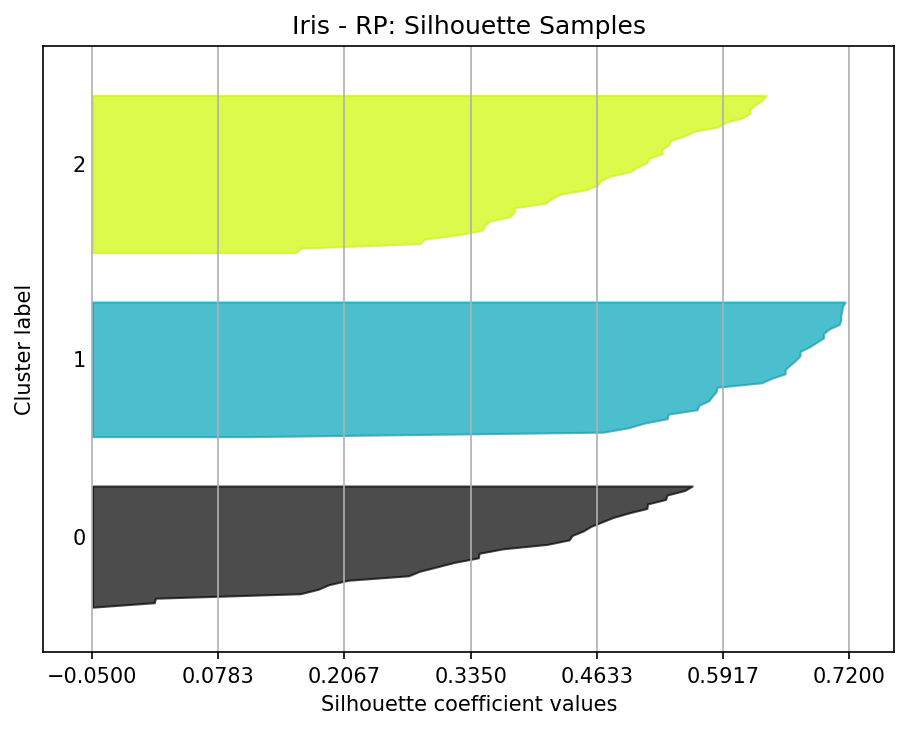 Iris - RP: Silhouette Samples
2
1
0
Cluster label
−0.0500 0.0783 0.2067 0.3350 0.4633 0.5917 0.7200
Silhouette coefficient values